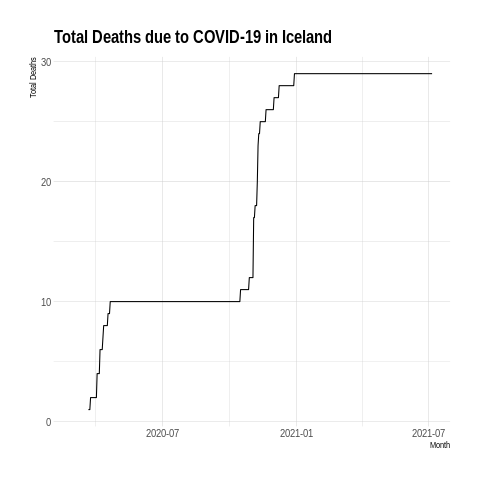 Total Deaths due to COVID-19 in Iceland
Total Deaths
30
20
10
0
2020-07
2021-01
2021-07
Month